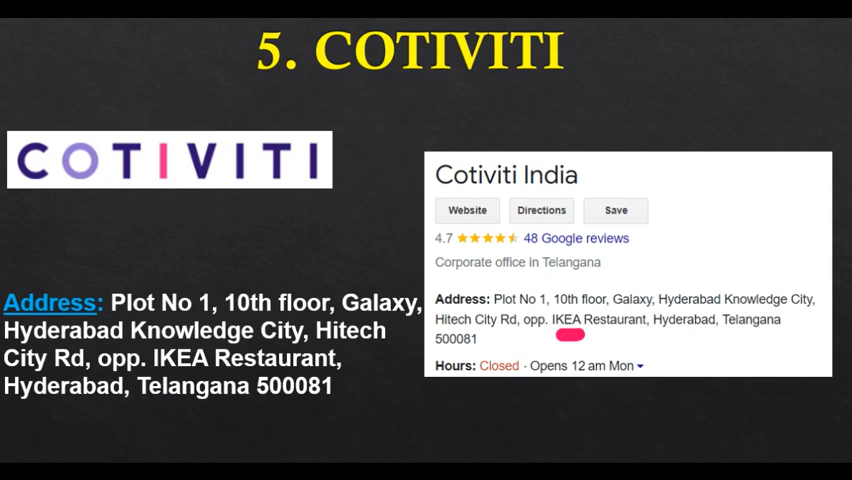 5. COTIVITI
COTIVITI
Address: Plot No 1, 10th floor, Galaxy,
Hyderabad Knowledge City, Hitech
City Rd, opp. IKEA Restaurant,
Hyderabad, Telangana 500081
Cotiviti India
Website Directions Save
4.7 48 Google reviews
Corporate office in Telangana
Address: Plot No 1, 10th floor, Galaxy, Hyderabad Knowledge City,
Hitech City Rd, opp. IKEA Restaurant, Hyderabad, Telangana
500081
Hours: Closed · Opens 12 am Mon